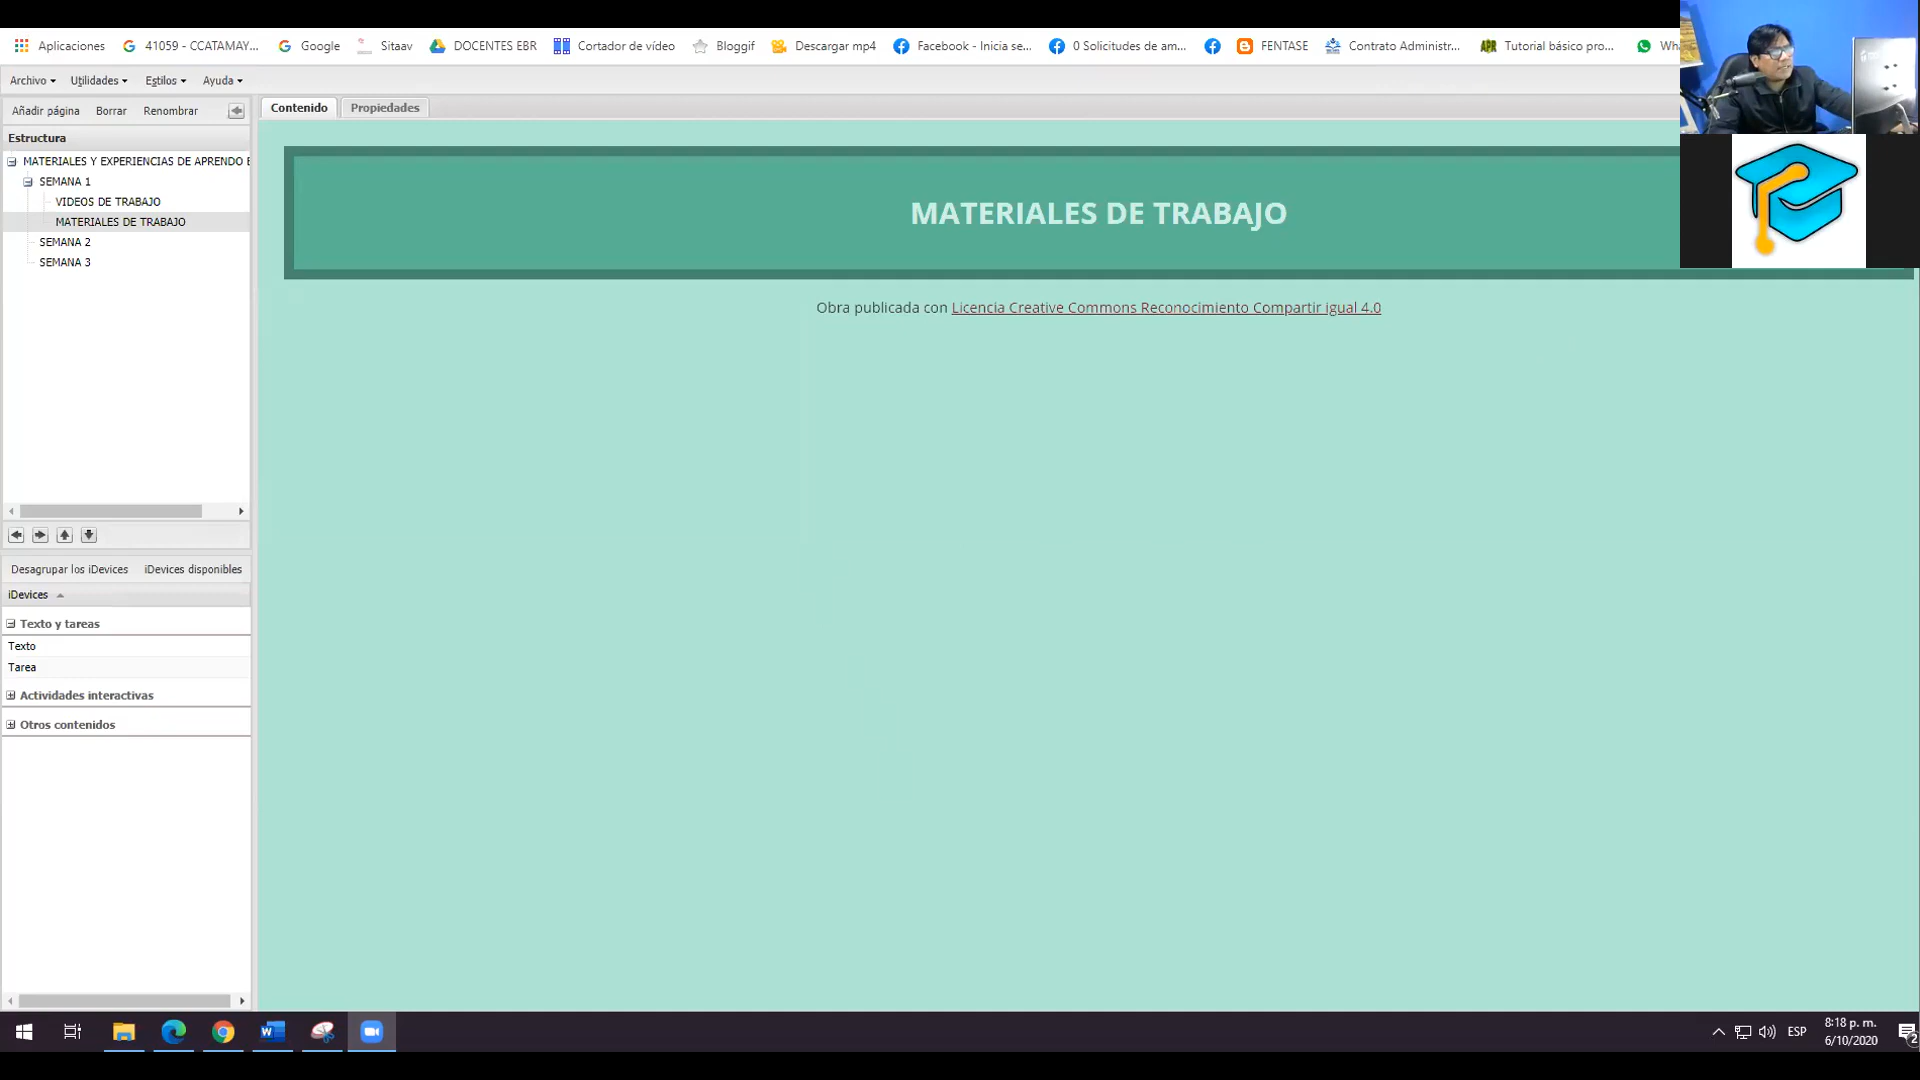 Aplicaciones 41059 - CCATAMAY... Google Sitaav DOCENTES EBR Cortador de vídeo Bloggif Descargar mp4 Facebook - Inicia se... 0 Solicitudes de am... FENTASE Contrato Administr... Tutorial básico pro...
Archivo Utilidades Estilos Ayuda
Añadir página Borrar Renombrar
Contenido Propiedades
Estructura
MATERIALES Y EXPERIENCIAS DE APRENDO
SEMANA 1
VIDEOS DE TRABAJO
MATERIALES DE TRABAJO
SEMANA 2
SEMANA 3
MATERIALES DE TRABAJO
Obra publicada con Licencia Creative Commons Reconocimiento Compartir igual 4.0
Desagrupar los iDevices iDevices disponibles
iDevices
Texto y tareas
Texto
Tarea
Actividades interactivas
Otros contenidos
ESP
8:18 p. m.
6/10/2020
2